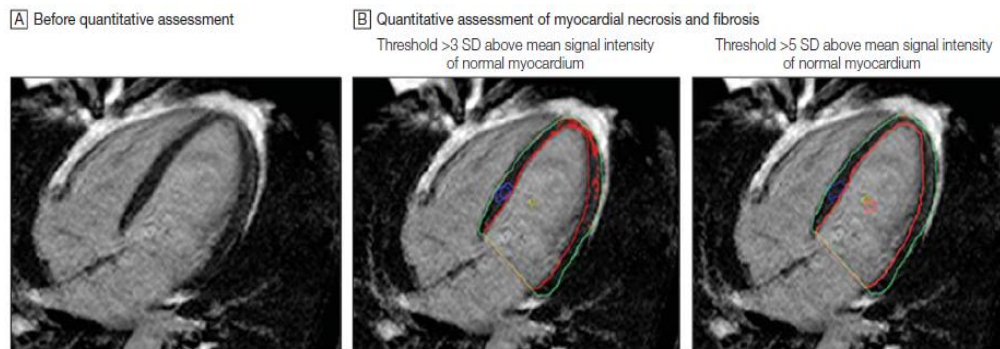 A Before quantitative assessment
B Quantitative assessment of myocardial necrosis and fibrosis
Threshold >3 SD above mean signal intensity
of normal myocardium
Threshold >5 SD above mean signal intensity
of normal myocardium